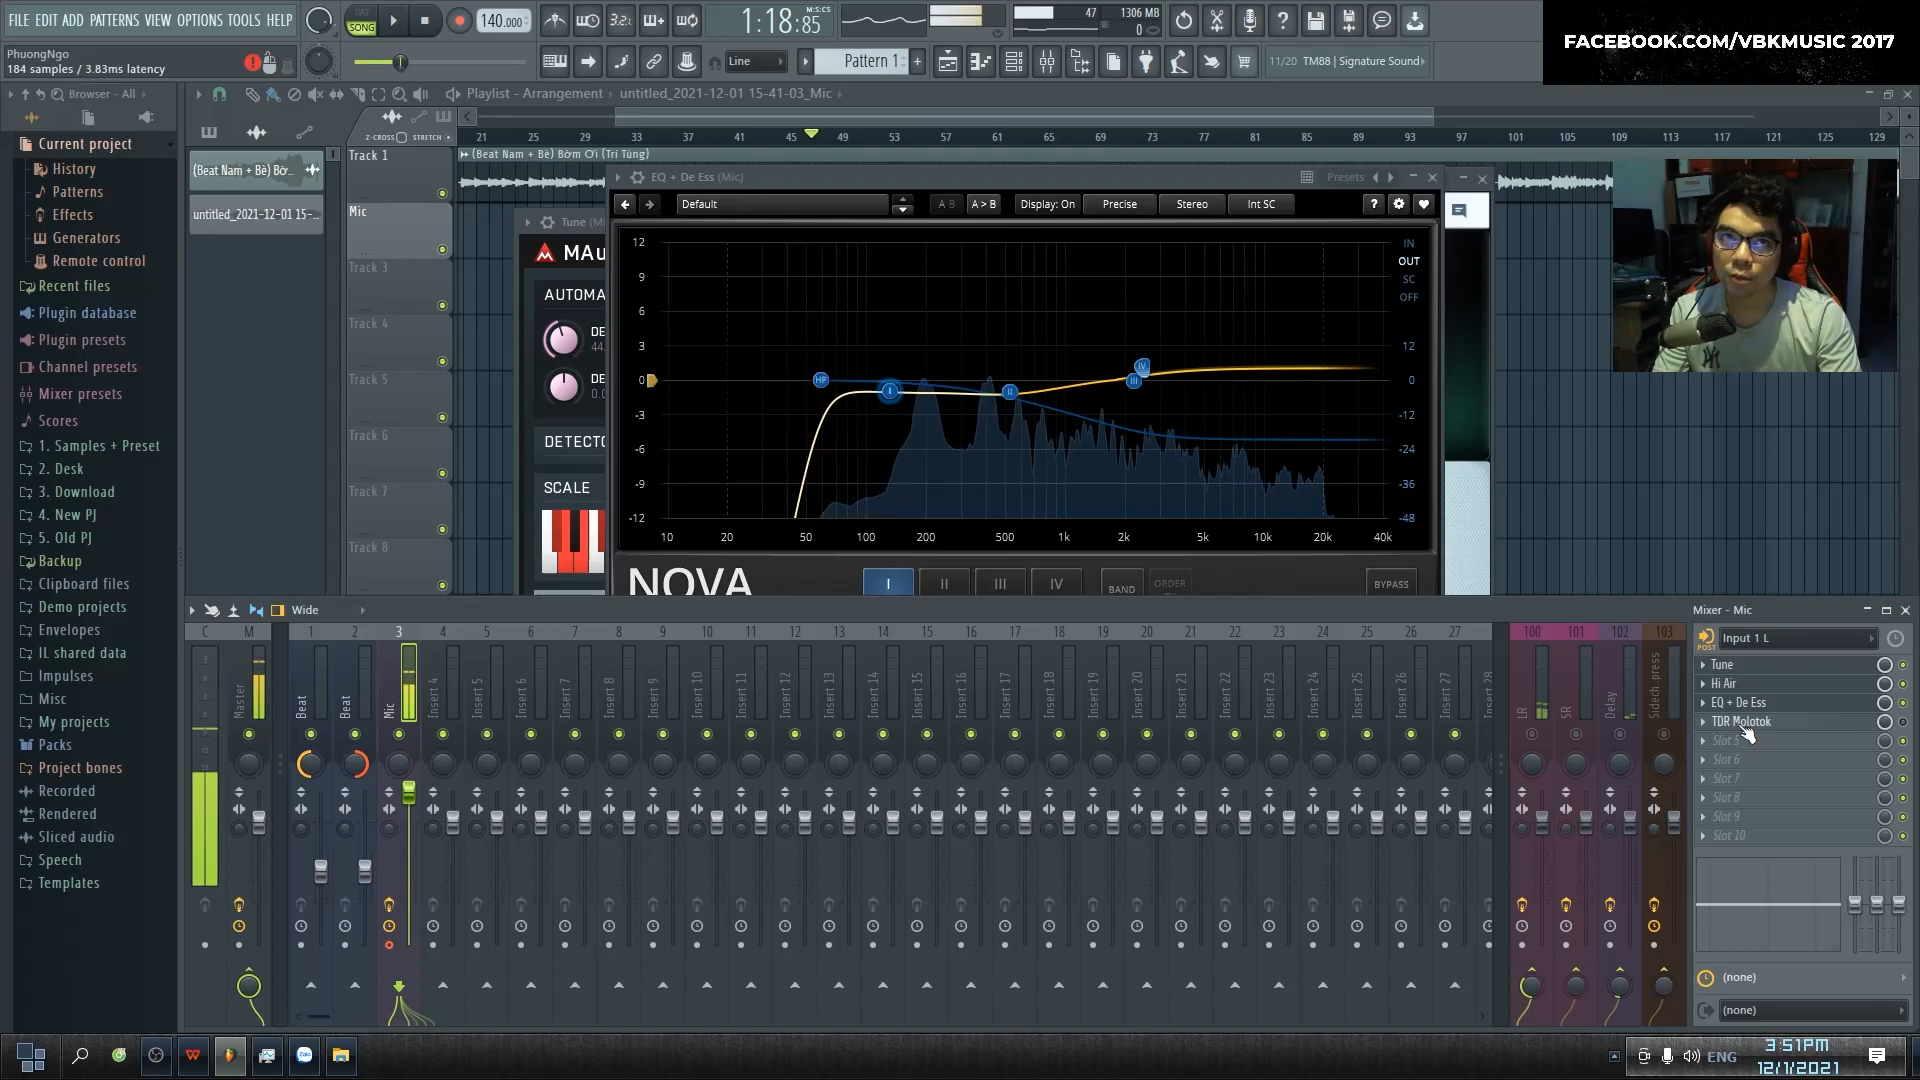 FILE EDIT ADD PATTERNS VIEW OPTIONS TOOLS HELP
PAT
SONG
140.000
3.2..
1:18:85
M:S:CS
47
1306 MB
0
FACEBOOK.COM/VBKMUSIC 2017
PhuongNgo
184 samples / 3.83ms latency
Line
Pattern 1
11/20 TM88 | Signature Sound
Browser - All
Playlist - Arrangement
untitled_2021-12-01 15-41-03_Mic
Z-CROSS STRETCH
21 25 29 33 37 41 45 49 53 57 61 65 69 73 77 81 85 89 93 97 101 105 109 113 117 121 125 129
Current project
History
Patterns
Effects
Generators
Remote control
Recent files
Plugin database
Plugin presets
Channel presets
Mixer presets
Scores
1. Samples + Preset
2. Desk
3. Download
4. New PJ
5. Old PJ
Backup
Clipboard files
Demo projects
Envelopes
IL shared data
Impulses
Misc
My projects
Packs
Project bones
Recorded
Rendered
Sliced audio
Speech
Templates
(Beat Nam + Bè) Bờ..
untitled_2021-12-01 15-..
Track 1
Mic
Track 3
Track 4
Track 5
Track 6
Track 7
Track 8
(Beat Nam + Bè) Bờm Ơi (Trí Tùng)
Tune (M
MAu
AUTOMA
DE
44.
DE
0.0
DETECTO
SCALE
EQ + De Ess (Mic)
Presets
Default
A B
A > B
Display: On
Precise
Stereo
Int SC
12
9
6
3
0
-3
-6
-9
-12
IN
OUT
SC
OFF
12
0
-12
-24
-36
-48
HP
I
II
III
IV
10 20 50 100 200 500 1k 2k 5k 10k 20k 40k
NOVA
I
II
III
IV
BAND
ORDER
BYPASS
Wide
C M 1 2 3 4 5 6 7 8 9 10 11 12 13 14 15 16 17 18 19 20 21 22 23 24 25 26 27 100 101 102 103
Master
Beat
Beat
Mic
Insert 4
Insert 5
Insert 6
Insert 7
Insert 8
Insert 9
Insert 10
Insert 11
Insert 12
Insert 13
Insert 14
Insert 15
Insert 16
Insert 17
Insert 18
Insert 19
Insert 20
Insert 21
Insert 22
Insert 23
Insert 24
Insert 25
Insert 26
Insert 27
LR
SR
Delay
Sidech..press
Mixer - Mic
POST
Input 1 L
Tune
Hi Air
EQ + De Ess
TDR Molotok
Slot 5
Slot 6
Slot 7
Slot 8
Slot 9
Slot 10
(none)
(none)
Zalo
ENG
3:51PM
12/1/2021